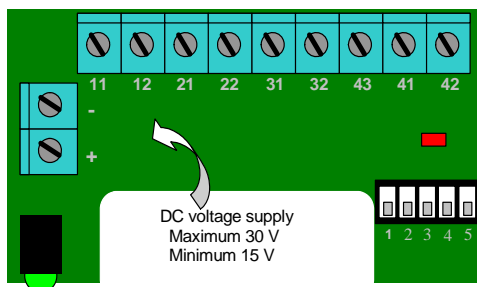 11 12 21 22 31 32 43 41 42
-
+
DC voltage supply
Maximum 30 V
Minimum 15 V
1 2 3 4 5